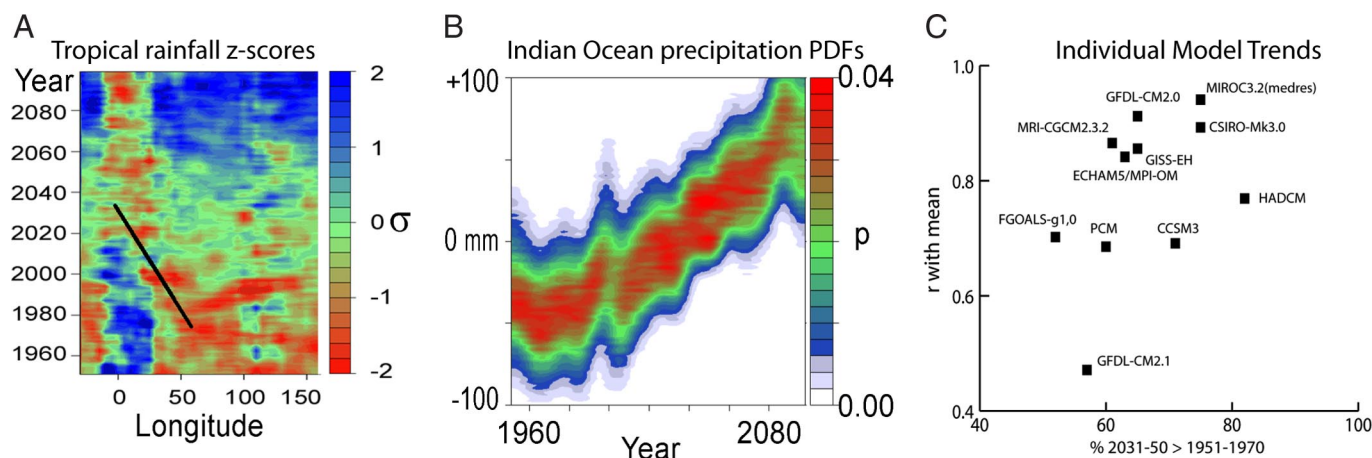 A
Tropical rainfall z-scores
Year
2080
2060
2040
2020
2000
1980
1960
0
50
100
150
Longitude
2
1
0
-1
-2
σ
B
Indian Ocean precipitation PDFs
+100
0 mm
-100
1960
2080
Year
0.04
p
0.00
C
Individual Model Trends
1.0
0.8
0.6
0.4
r with mean
MIROC3.2(medres)
GFDL-CM2.0
CSIRO-Mk3.0
MRI-CGCM2.3.2
GISS-EH
ECHAM5/MPI-OM
HADCM
FGOALS-g1,0
PCM
CCSM3
GFDL-CM2.1
40
60
80
100
% 2031-50 > 1951-1970